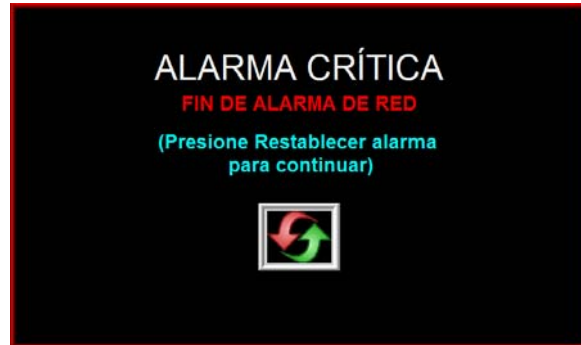 ALARMA CRÍTICA
FIN DE ALARMA DE RED
(Presione Restablecer alarma
para continuar)